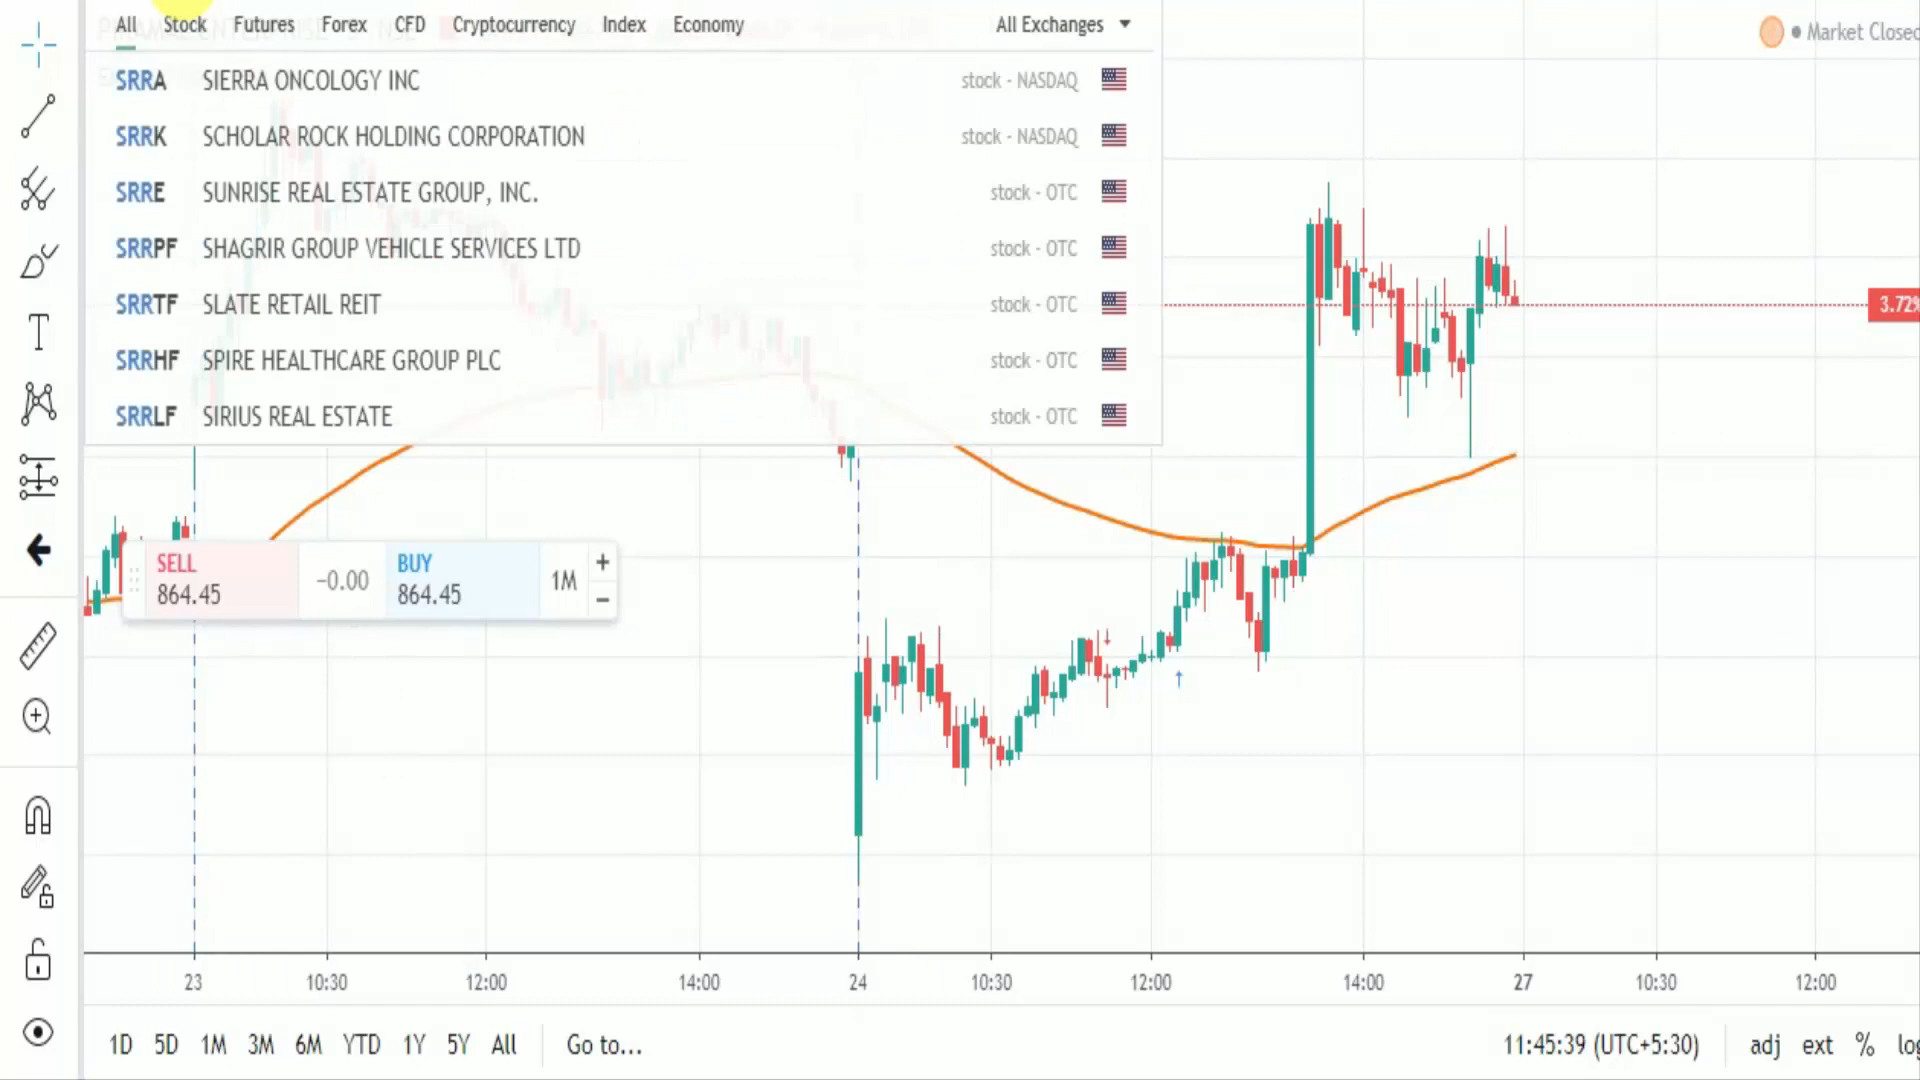 All Stock Futures Forex CFD Cryptocurrency Index Economy All Exchanges
Market Closed
SRRA SIERRA ONCOLOGY INC stock - NASDAQ
SRRK SCHOLAR ROCK HOLDING CORPORATION stock - NASDAQ
SRRE SUNRISE REAL ESTATE GROUP, INC. stock - OTC
SRRPF SHAGRIR GROUP VEHICLE SERVICES LTD stock - OTC
SRRTF SLATE RETAIL REIT stock - OTC
3.72%
SRRHF SPIRE HEALTHCARE GROUP PLC stock - OTC
SRRLF SIRIUS REAL ESTATE stock - OTC
SELL BUY
864.45 −0.00 864.45 1M + −
23 10:30 12:00 14:00 24 10:30 12:00 14:00 27 10:30 12:00
1D 5D 1M 3M 6M YTD 1Y 5Y All Go to... 11:45:39 (UTC+5:30) adj ext % log